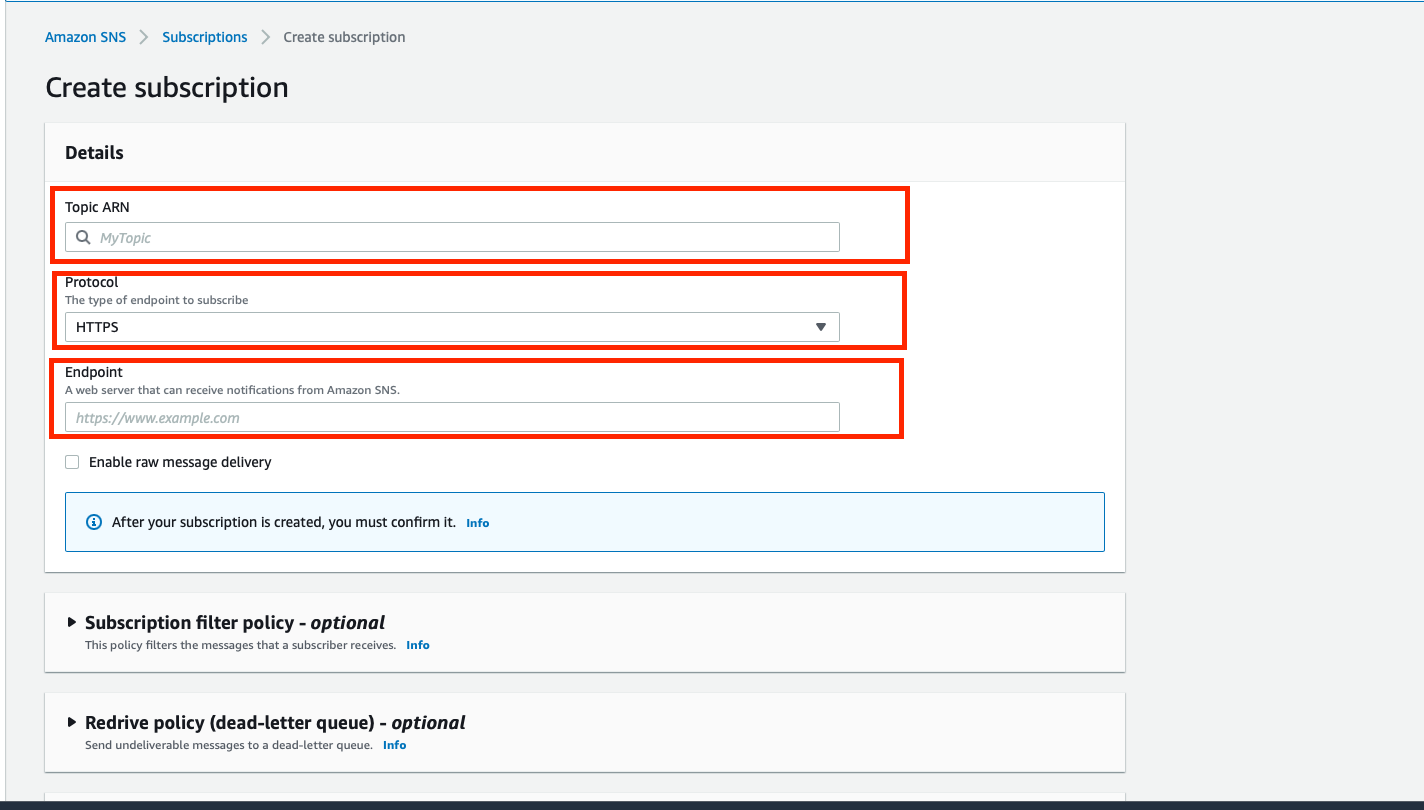 Amazon SNS > Subscriptions > Create subscription
Create subscription
Details
Topic ARN
MyTopic
Protocol
The type of endpoint to subscribe
HTTPS
Endpoint
A web server that can receive notifications from Amazon SNS.
https://www.example.com
Enable raw message delivery
After your subscription is created, you must confirm it. Info
Subscription filter policy - optional
This policy filters the messages that a subscriber receives. Info
Redrive policy (dead-letter queue) - optional
Send undeliverable messages to a dead-letter queue. Info